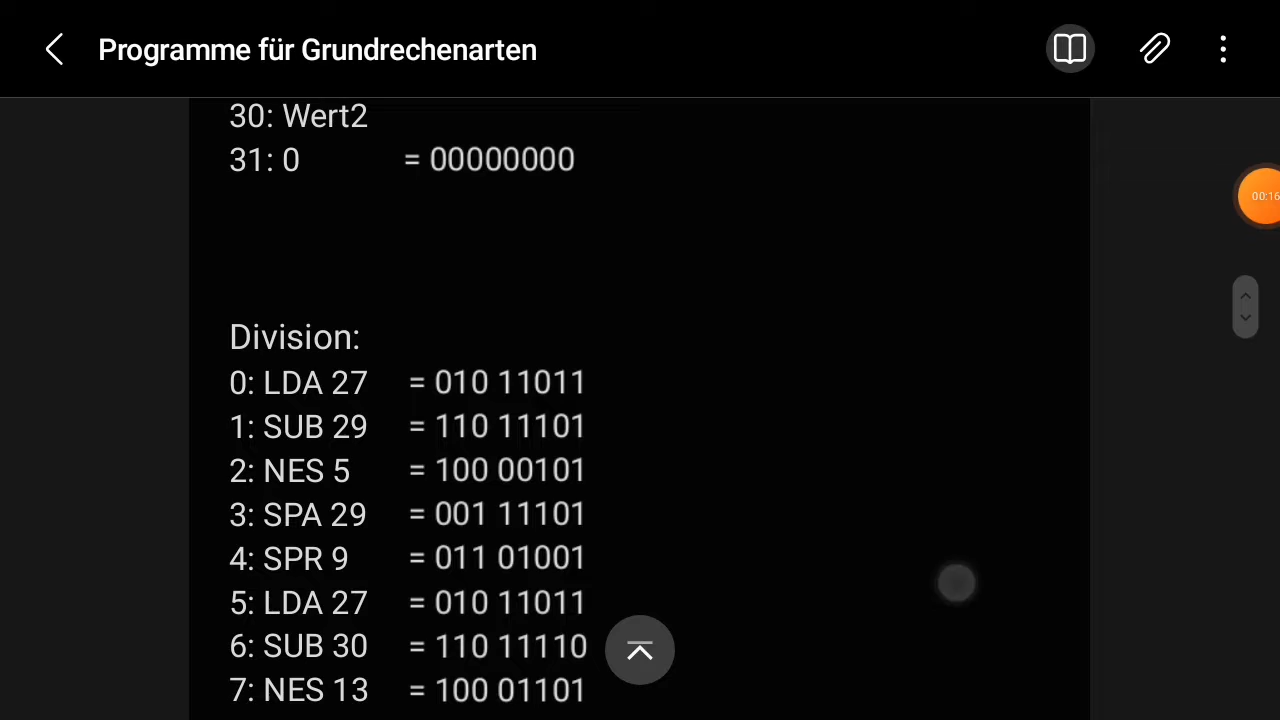 Programme für Grundrechenarten
30: Wert2
31: 0 = 00000000
00:16
Division:
0: LDA 27 = 010 11011
1: SUB 29 = 110 11101
2: NES 5 = 100 00101
3: SPA 29 = 001 11101
4: SPR 9 = 011 01001
5: LDA 27 = 010 11011
6: SUB 30 = 110 11110
7: NES 13 = 100 01101